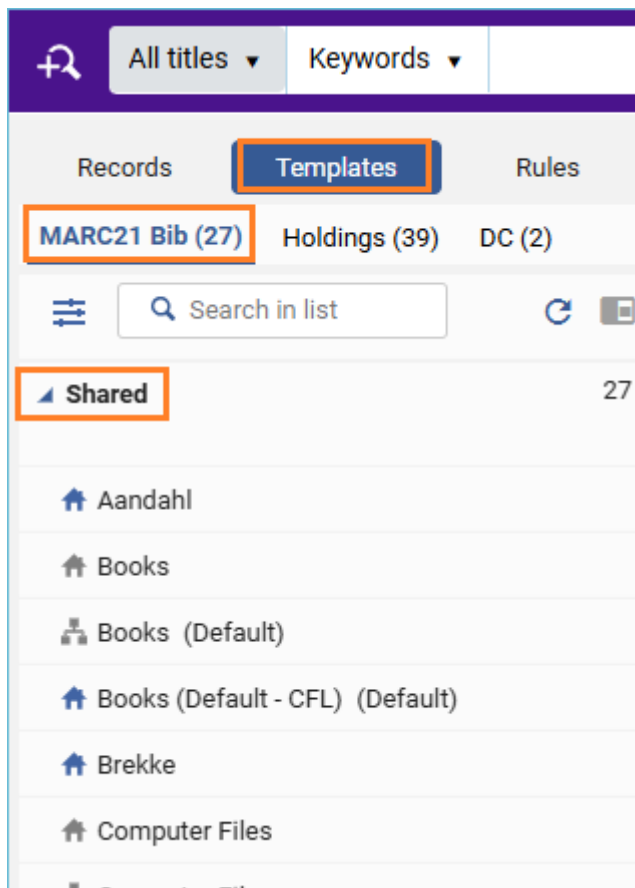 All titles ▼ Keywords ▼
Records Templates Rules
MARC21 Bib (27) Holdings (39) DC (2)
Search in list
Shared 27
Aandahl
Books
Books (Default)
Books (Default - CFL) (Default)
Brekke
Computer Files